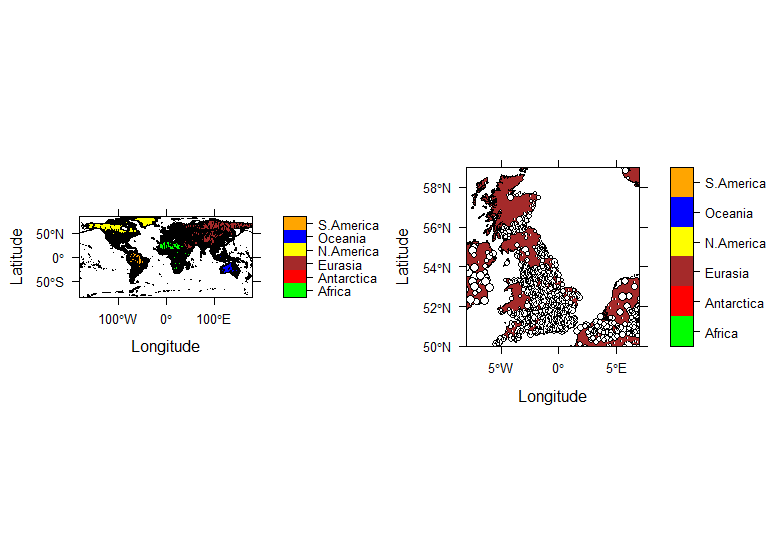 Latitude
50°N
0°
50°S
100°W
0°
100°E
Longitude
S.America
Oceania
N.America
Eurasia
Antarctica
Africa
Latitude
58°N
56°N
54°N
52°N
50°N
5°W
0°
5°E
Longitude
S.America
Oceania
N.America
Eurasia
Antarctica
Africa